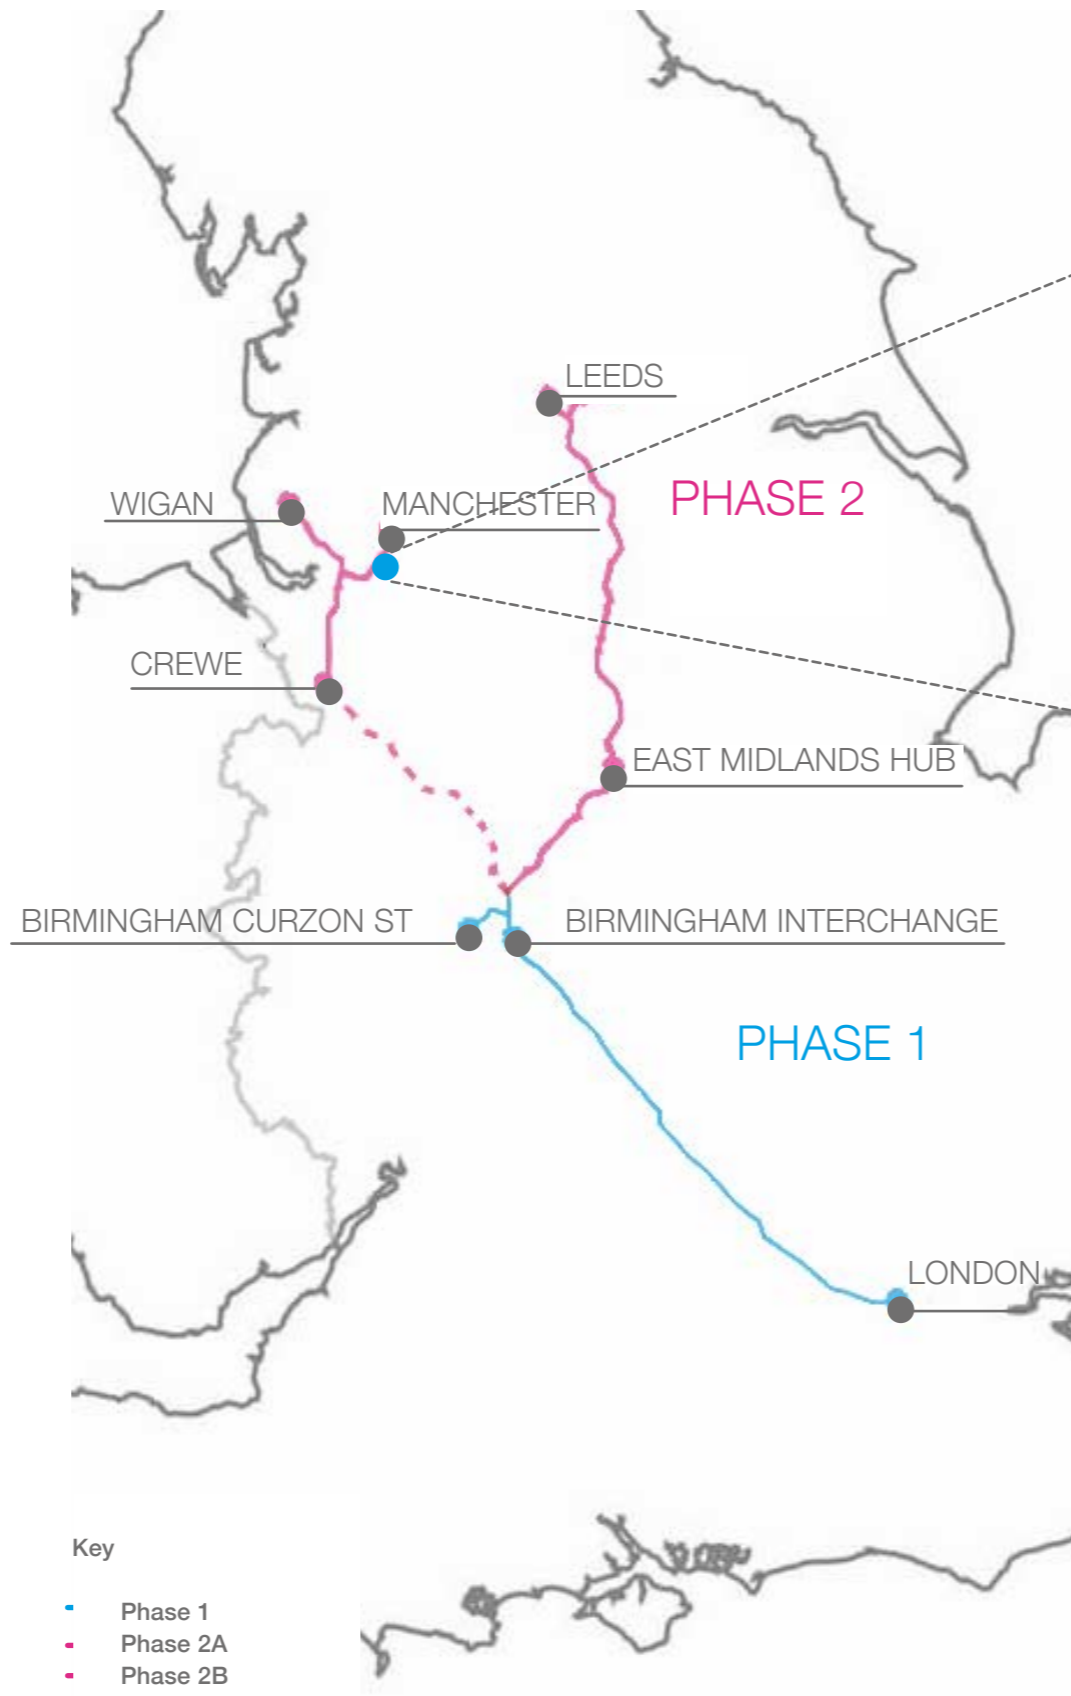 LEEDS
PHASE 2
WIGAN
MANCHESTER
CREWE
EAST MIDLANDS HUB
BIRMINGHAM CURZON ST
BIRMINGHAM INTERCHANGE
PHASE 1
LONDON
Key
Phase 1
Phase 2A
Phase 2B